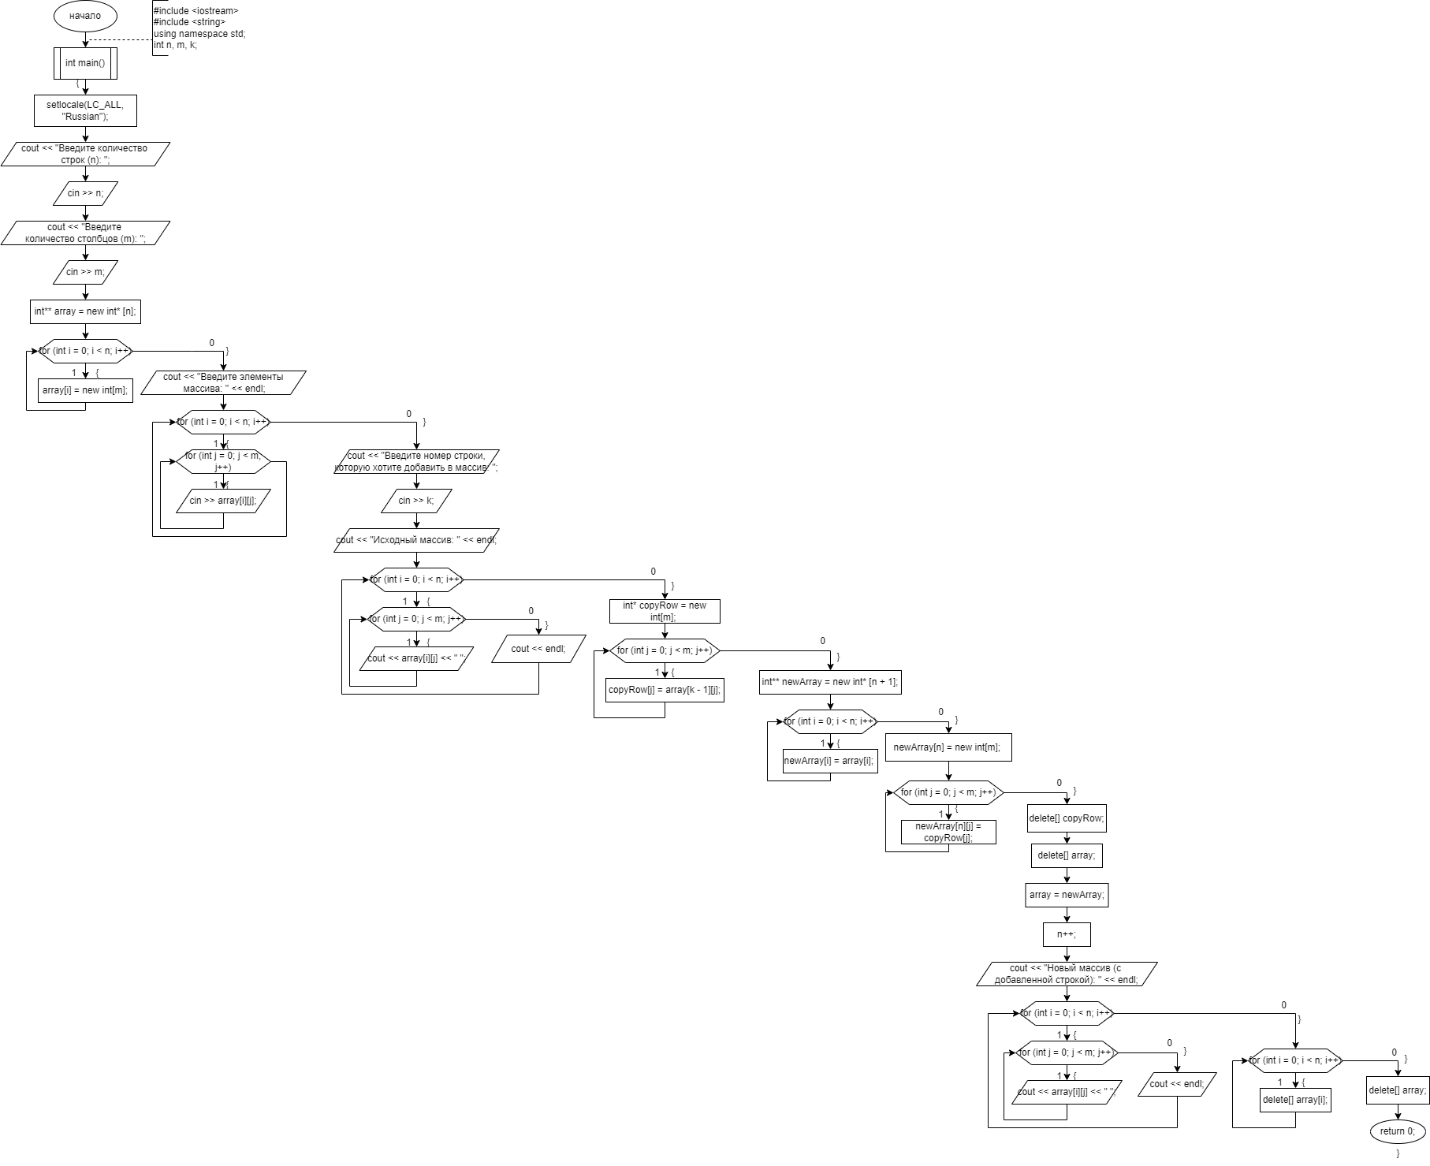 начало
#include <iostream>
#include <string>
using namespace std;
int n, m, k;
int main()
{
setlocale(LC_ALL,
"Russian");
cout << "Введите количество
строк (n): ";
cin >> n;
cout << "Введите
количество столбцов (m): ";
cin >> m;
int** array = new int* [n];
for (int i = 0; i < n; i++)
0
}
1
{
array[i] = new int[m];
cout << "Введите элементы
массива: " << endl;
for (int i = 0; i < n; i++)
0
}
1
{
for (int j = 0; j < m;
j++)
1
{
cin >> array[i][j];
cout << "Введите номер строки,
которую хотите добавить в массив: ";
cin >> k;
cout << "Исходный массив: " << endl;
for (int i = 0; i < n; i++)
0
}
1
{
for (int j = 0; j < m; j++)
0
}
1
{
cout << array[i][j] << " ";
cout << endl;
int* copyRow = new
int[m];
for (int j = 0; j < m; j++)
0
}
1
{
copyRow[j] = array[k - 1][j];
int** newArray = new int* [n + 1];
for (int i = 0; i < n; i++)
0
}
1
{
newArray[i] = array[i];
newArray[n] = new int[m];
for (int j = 0; j < m; j++)
0
}
1
{
newArray[n][j] =
copyRow[j];
delete[] copyRow;
delete[] array;
array = newArray;
n++;
cout << "Новый массив (с
добавленной строкой): " << endl;
for (int i = 0; i < n; i++)
0
}
1
{
for (int j = 0; j < m; j++)
0
}
1
{
cout << array[i][j] << " ";
cout << endl;
for (int i = 0; i < n; i++)
0
}
1
{
delete[] array[i];
delete[] array;
return 0;
}